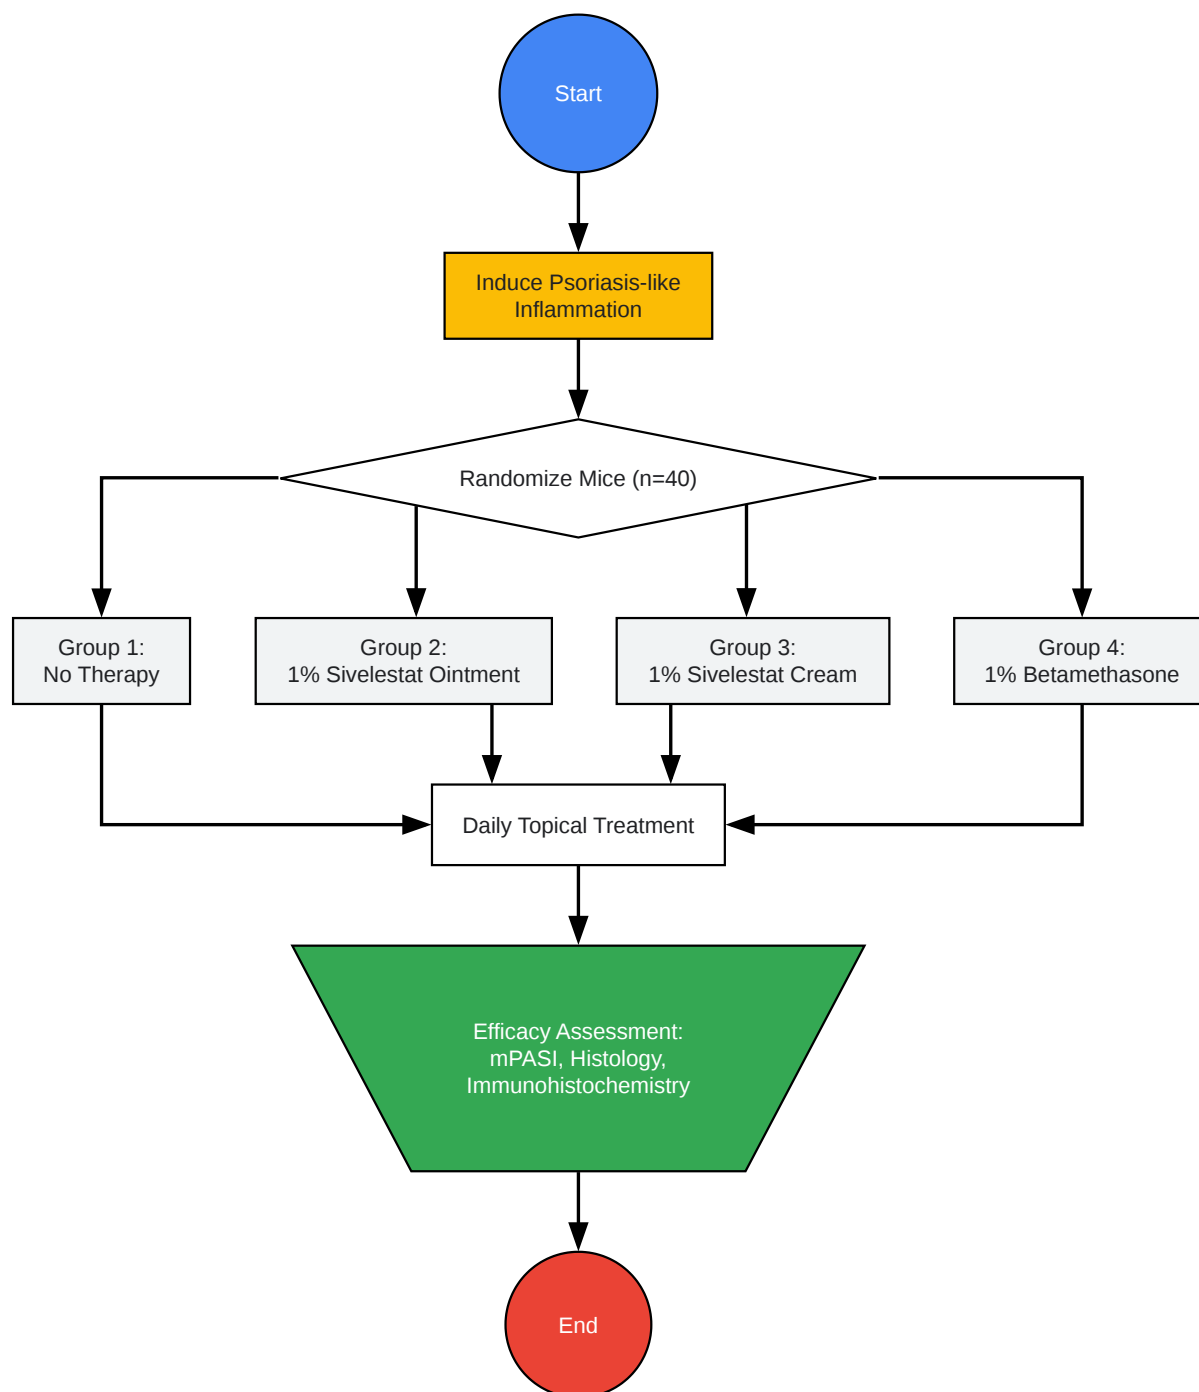 Start
Induce Psoriasis-like
Inflammation
Randomize Mice (n=40)
Group 1:
No Therapy
Group 2:
1% Sivelestat Ointment
Group 3:
1% Sivelestat Cream
Group 4:
1% Betamethasone
Daily Topical Treatment
Efficacy Assessment:
mPASI, Histology,
Immunohistochemistry
End